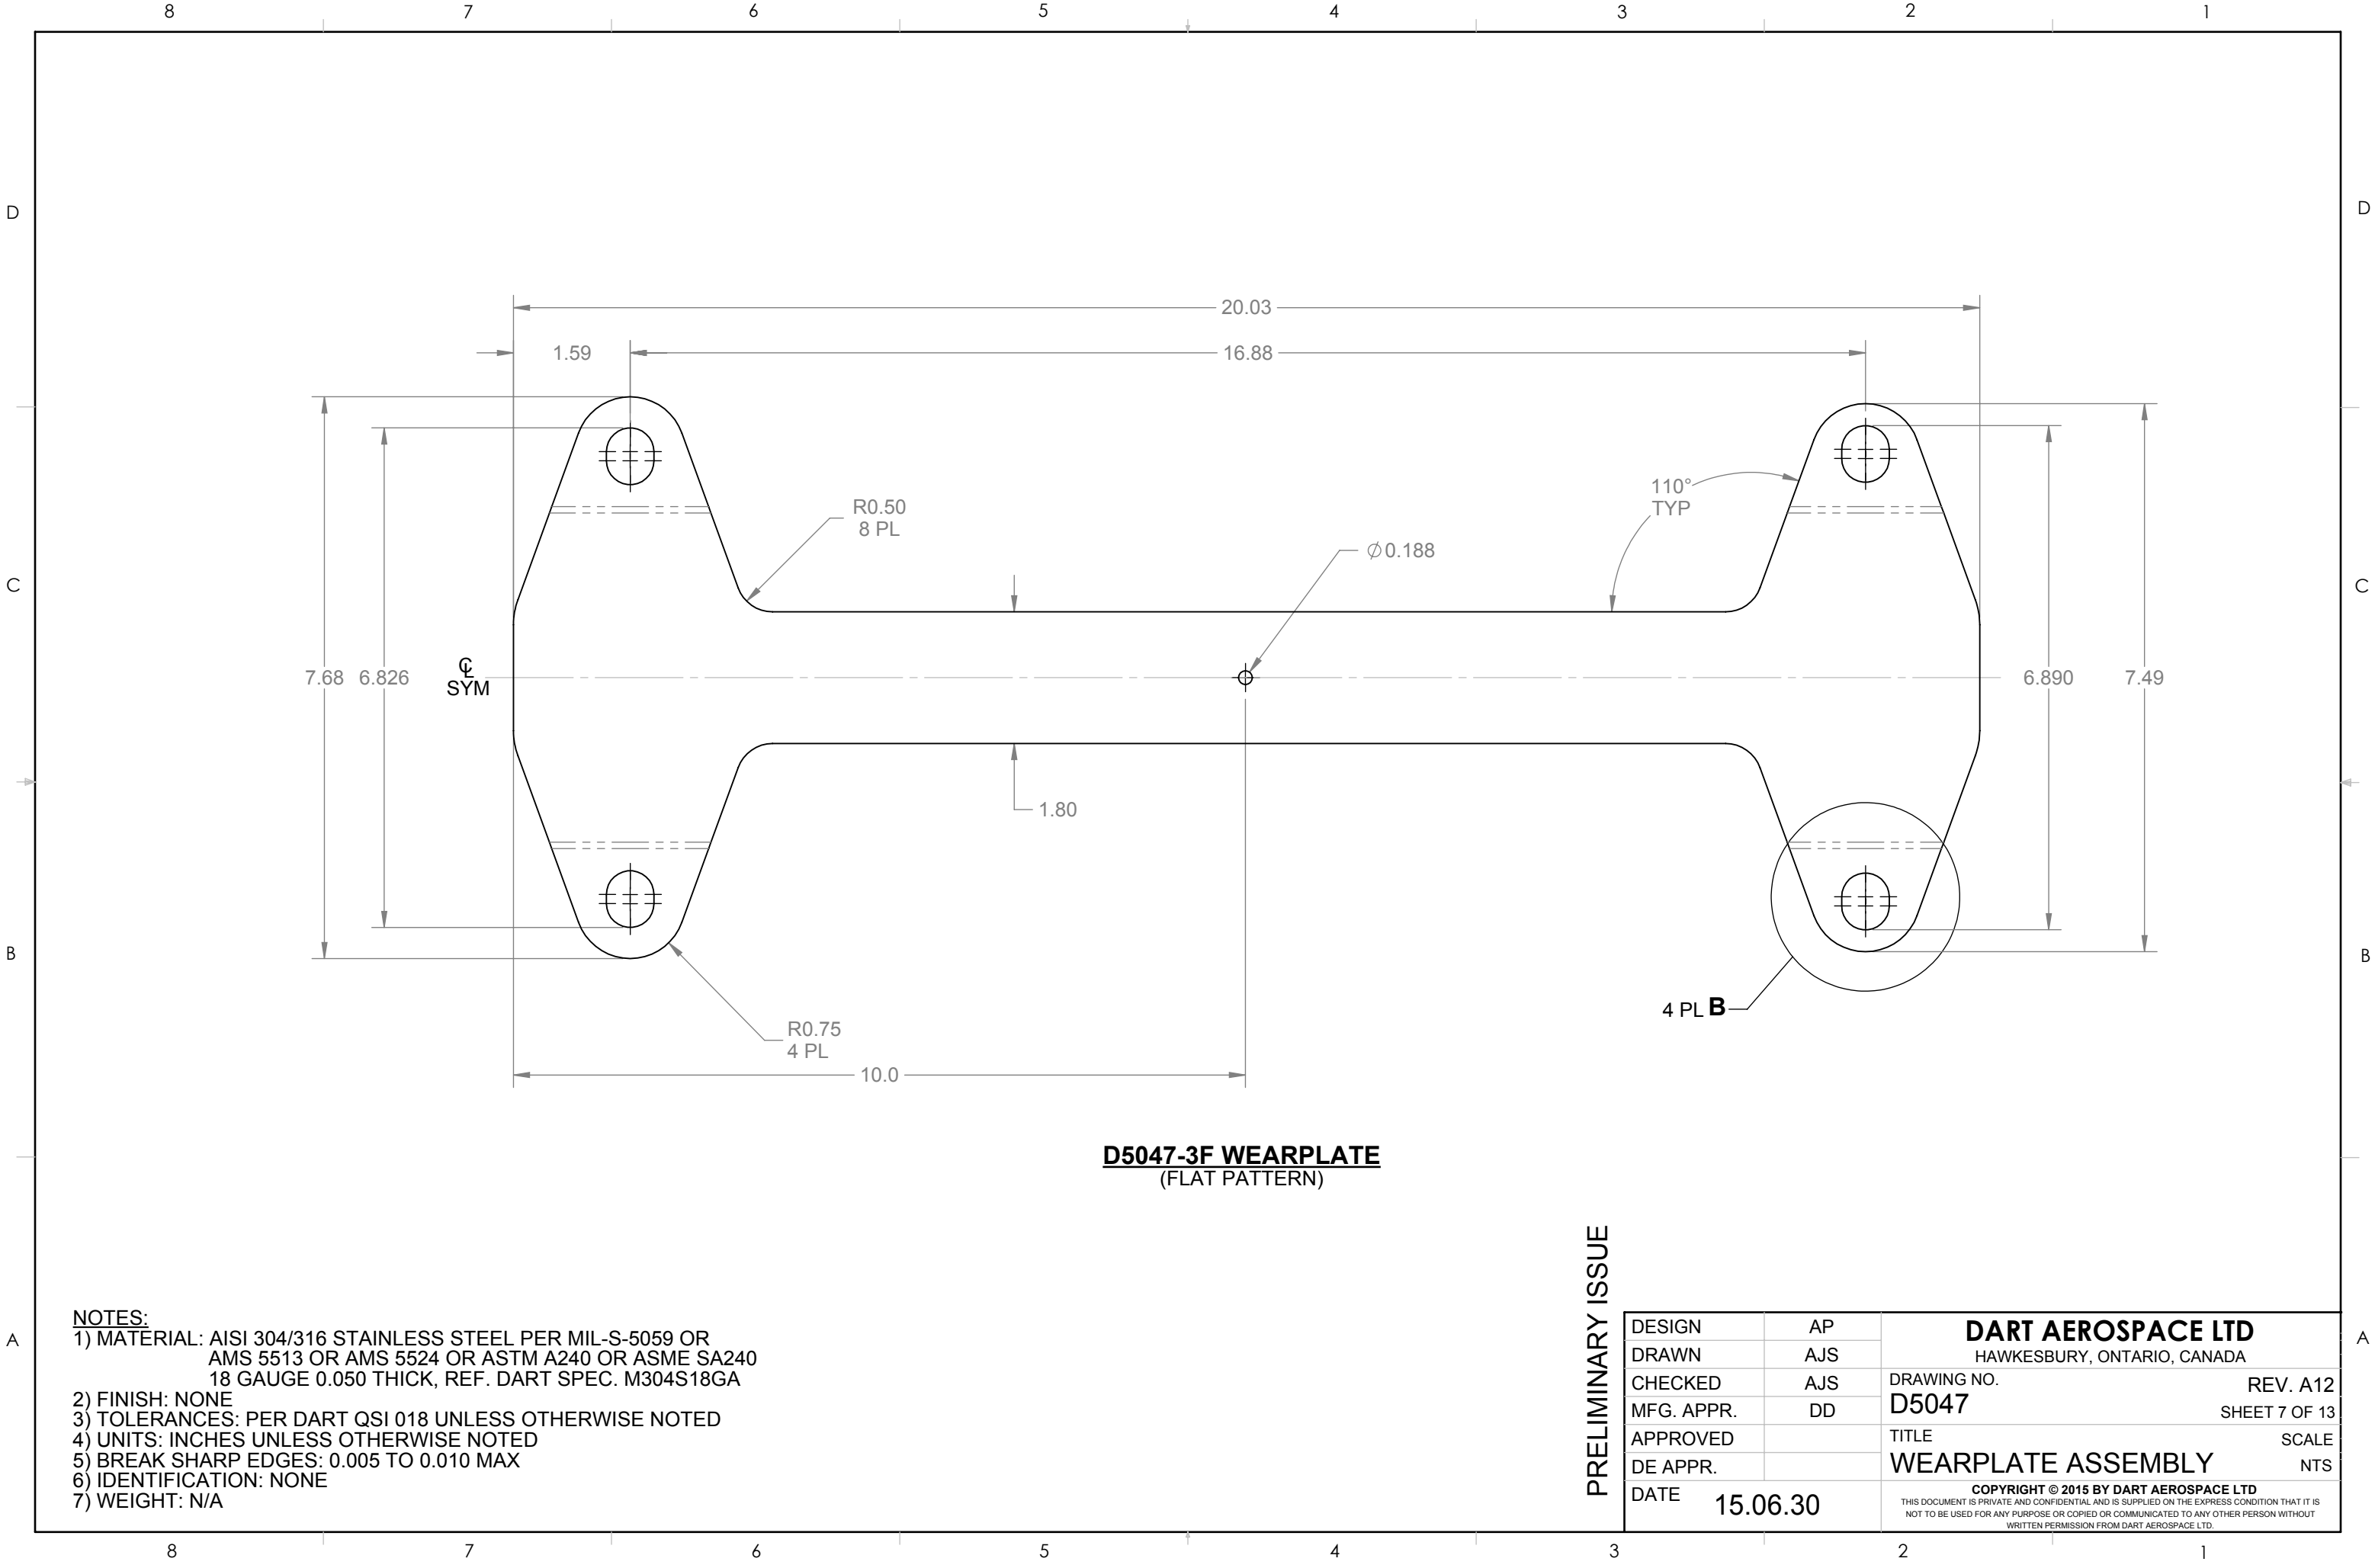 8 7 6 5 4 3 2 1
D D
20.03
1.59 16.88
R0.50
8 PL
110°
TYP
⌀0.188
C C
7.68 6.826 ℄
SYM
6.890 7.49
1.80
B B
4 PL B
R0.75
4 PL
10.0
D5047-3F WEARPLATE
(FLAT PATTERN)
NOTES:
1) MATERIAL: AISI 304/316 STAINLESS STEEL PER MIL-S-5059 OR
AMS 5513 OR AMS 5524 OR ASTM A240 OR ASME SA240
18 GAUGE 0.050 THICK, REF. DART SPEC. M304S18GA
2) FINISH: NONE
3) TOLERANCES: PER DART QSI 018 UNLESS OTHERWISE NOTED
4) UNITS: INCHES UNLESS OTHERWISE NOTED
5) BREAK SHARP EDGES: 0.005 TO 0.010 MAX
6) IDENTIFICATION: NONE
7) WEIGHT: N/A
A A
PRELIMINARY ISSUE
DESIGN AP
DRAWN AJS
CHECKED AJS
MFG. APPR. DD
APPROVED
DE APPR.
DATE 15.06.30
DART AEROSPACE LTD
HAWKESBURY, ONTARIO, CANADA
DRAWING NO. REV. A12
D5047 SHEET 7 OF 13
TITLE SCALE
WEARPLATE ASSEMBLY NTS
COPYRIGHT © 2015 BY DART AEROSPACE LTD
THIS DOCUMENT IS PRIVATE AND CONFIDENTIAL AND IS SUPPLIED ON THE EXPRESS CONDITION THAT IT IS
NOT TO BE USED FOR ANY PURPOSE OR COPIED OR COMMUNICATED TO ANY OTHER PERSON WITHOUT
WRITTEN PERMISSION FROM DART AEROSPACE LTD.
8 7 6 5 4 3 2 1